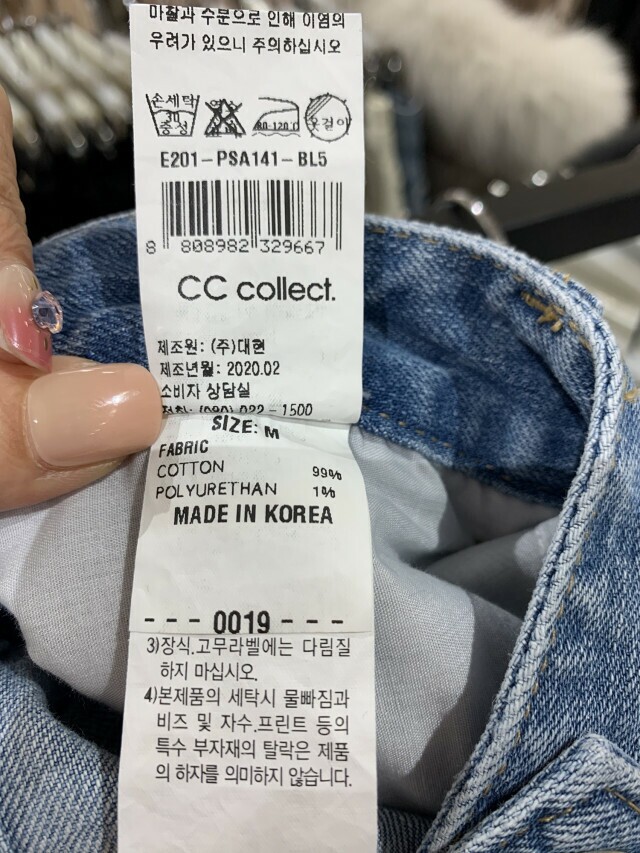 마찰과 수분으로 인해 이염의
우려가 있으니 주의하십시오
손세탁
30
중성
80-120℃
옷걸이
E201-PSA141-BL5
8 808982 329667
CC collect.
제조원: (주)대현
제조년월: 2020.02
소비자 상담실
1500
SIZE: M
FABRIC
COTTON 99%
POLYURETHAN 1%
MADE IN KOREA
--- 0019 ---
3)장식.고무라벨에는 다림질
하지 마십시오.
4)본제품의 세탁시 물빠짐과
비즈 및 자수.프린트 등의
특수 부자재의 탈락은 제품
의 하자를 의미하지 않습니다.